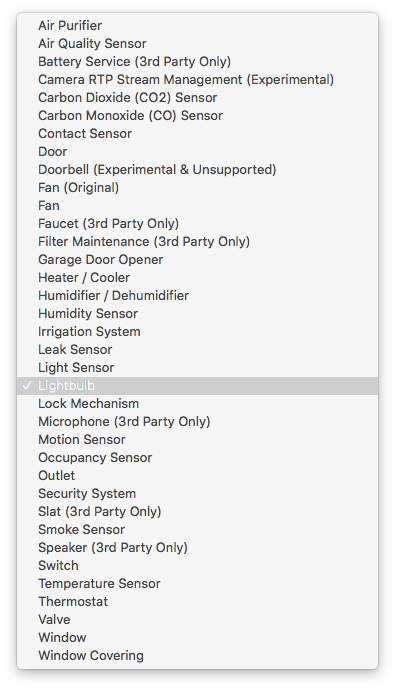 Air Purifier
Air Quality Sensor
Battery Service (3rd Party Only)
Camera RTP Stream Management (Experimental)
Carbon Dioxide (CO2) Sensor
Carbon Monoxide (CO) Sensor
Contact Sensor
Door
Doorbell (Experimental & Unsupported)
Fan (Original)
Fan
Faucet (3rd Party Only)
Filter Maintenance (3rd Party Only)
Garage Door Opener
Heater / Cooler
Humidifier / Dehumidifier
Humidity Sensor
Irrigation System
Leak Sensor
Light Sensor
✓ Lightbulb
Lock Mechanism
Microphone (3rd Party Only)
Motion Sensor
Occupancy Sensor
Outlet
Security System
Slat (3rd Party Only)
Smoke Sensor
Speaker (3rd Party Only)
Switch
Temperature Sensor
Thermostat
Valve
Window
Window Covering